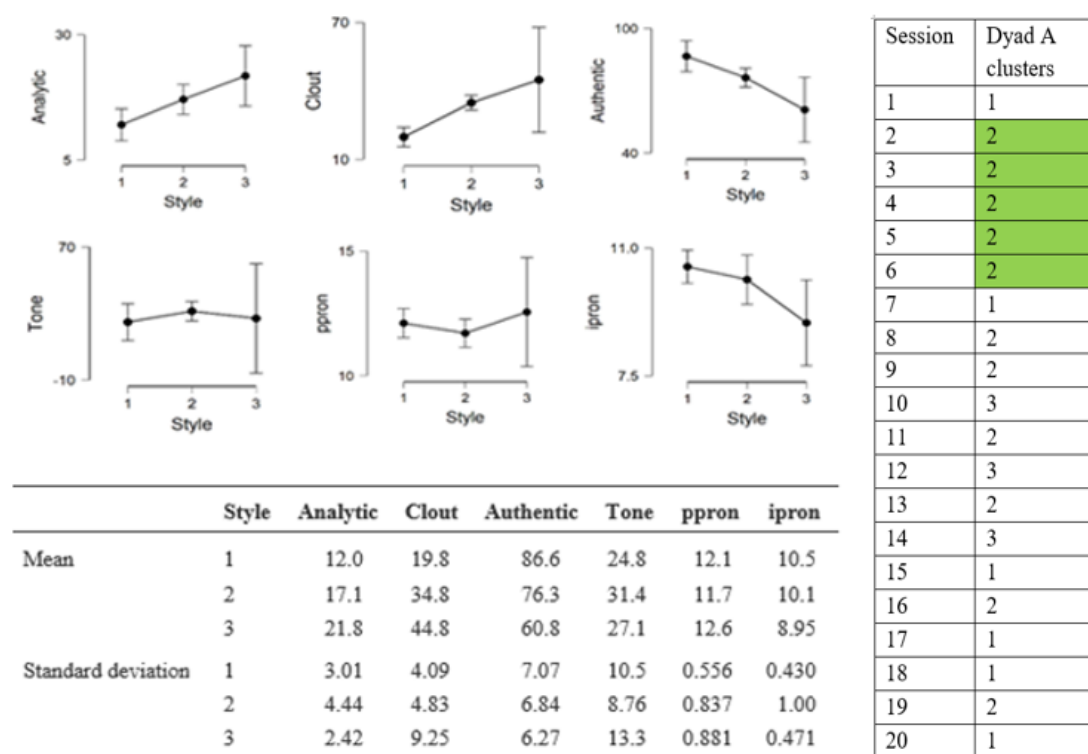 30
Analytic
5
1 2 3
Style
70
Clout
10
1 2 3
Style
100
Authentic
40
1 2 3
Style
70
Tone
-10
1 2 3
Style
15
ppron
10
1 2 3
Style
11.0
ipron
7.5
1 2 3
Style
Style Analytic Clout Authentic Tone ppron ipron
Mean 1 12.0 19.8 86.6 24.8 12.1 10.5
2 17.1 34.8 76.3 31.4 11.7 10.1
3 21.8 44.8 60.8 27.1 12.6 8.95
Standard deviation 1 3.01 4.09 7.07 10.5 0.556 0.430
2 4.44 4.83 6.84 8.76 0.837 1.00
3 2.42 9.25 6.27 13.3 0.881 0.471
Session Dyad A
clusters
1 1
2 2
3 2
4 2
5 2
6 2
7 1
8 2
9 2
10 3
11 2
12 3
13 2
14 3
15 1
16 2
17 1
18 1
19 2
20 1